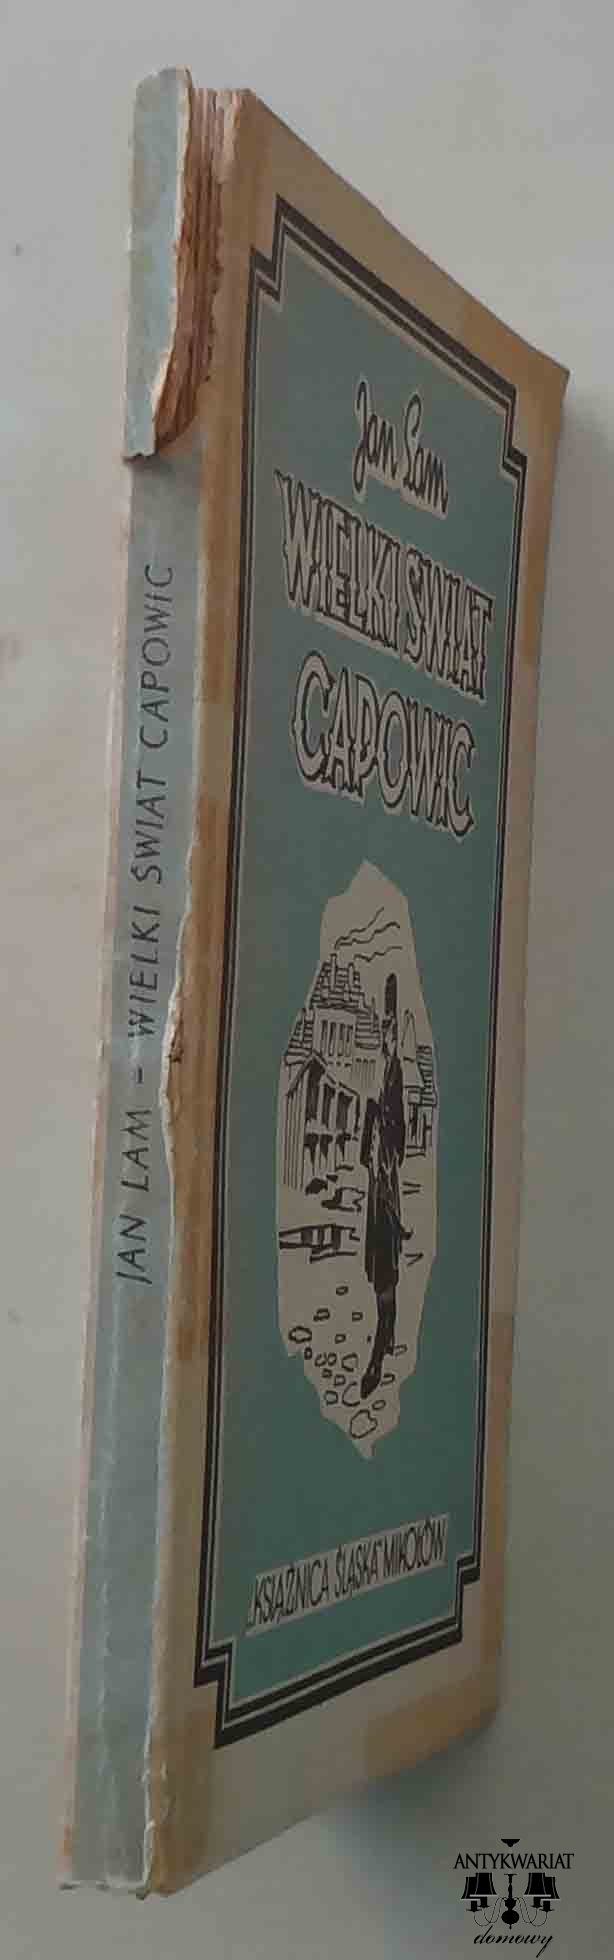 JAN LAM - WIELKI ŚWIAT CAPOWIC
Jan Lam
WIELKI ŚWIAT
CAPOWIC
„KSIĄŻNICA ŚLĄSKA" MIKOŁÓW
ANTYKWARIAT
domowy